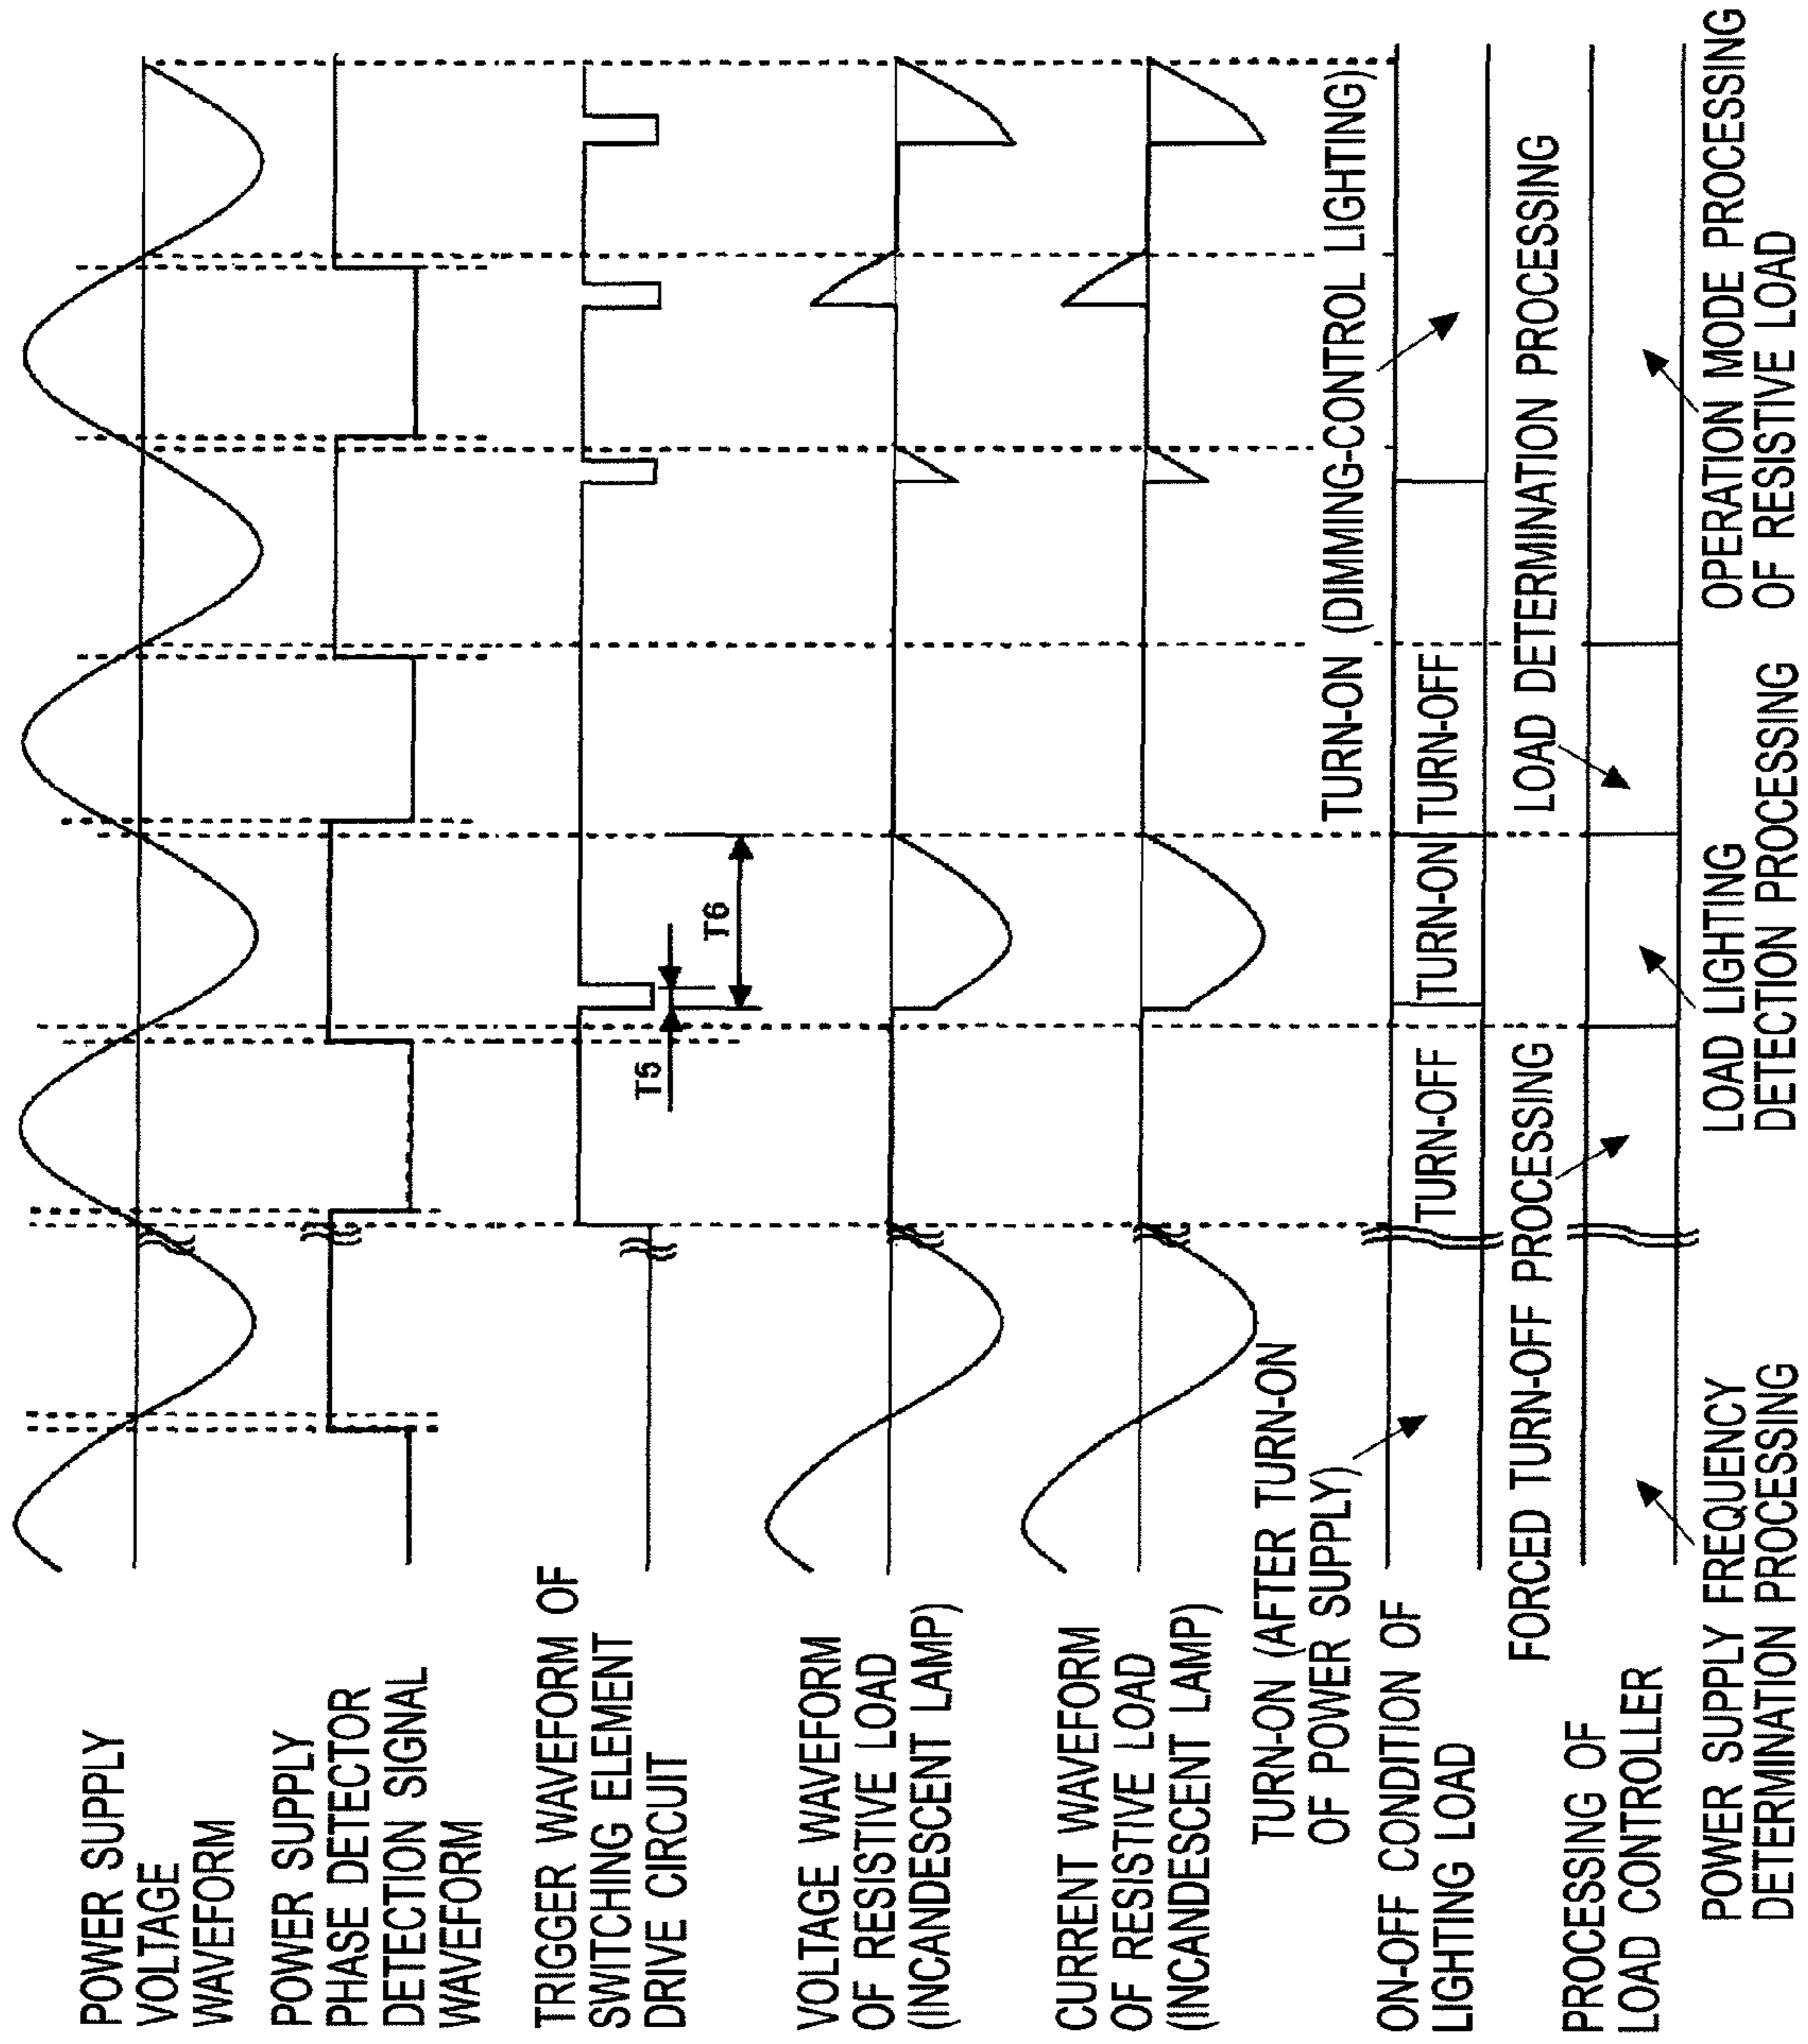 POWER SUPPLY
VOLTAGE
WAVEFORM
POWER SUPPLY
PHASE DETECTOR
DETECTION SIGNAL
WAVEFORM
TRIGGER WAVEFORM OF
SWITCHING ELEMENT
DRIVE CIRCUIT
T5
T6
VOLTAGE WAVEFORM
OF RESISTIVE LOAD
(INCANDESCENT LAMP)
CURRENT WAVEFORM
OF RESISTIVE LOAD
(INCANDESCENT LAMP)
TURN-ON (AFTER TURN-ON
OF POWER SUPPLY)
TURN-ON (DIMMING-CONTROL LIGHTING)
ON-OFF CONDITION OF
LIGHTING LOAD
TURN-OFF
TURN-ON
TURN-OFF
FORCED TURN-OFF PROCESSING
LOAD DETERMINATION PROCESSING
PROCESSING OF
LOAD CONTROLLER
POWER SUPPLY FREQUENCY
DETERMINATION PROCESSING
LOAD LIGHTING
DETECTION PROCESSING
OPERATION MODE PROCESSING
OF RESISTIVE LOAD